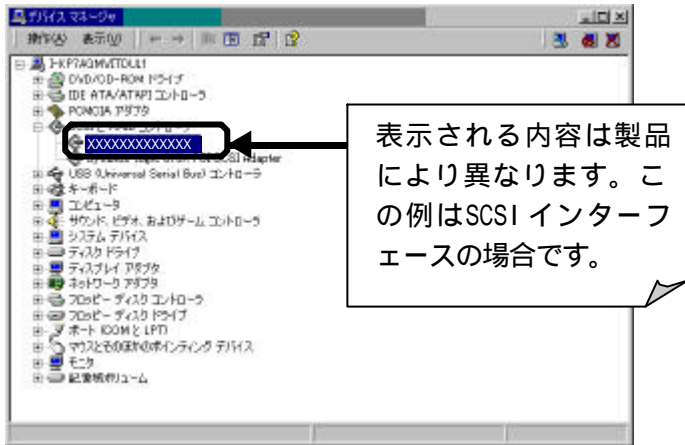 デバイス マネージャ
操作(A) 表示(V)
DVD/CD-ROM ドライブ
IDE ATA/ATAPI コントローラ
PCMCIA アダプタ
XXXXXXXXXXXXX
SCSI Adapter
USB (Universal Serial Bus) コントローラ
キーボード
コンピュータ
サウンド、ビデオ、およびゲーム コントローラ
システム デバイス
ディスク ドライブ
ディスプレイ アダプタ
ネットワーク アダプタ
フロッピー ディスク コントローラ
フロッピー ディスク ドライブ
ポート (COM と LPT)
マウスとそのほかのポインティング デバイス
モニタ
記憶域ボリューム
表示される内容は製品
により異なります。こ
の例はSCSI インターフ
ェースの場合です。